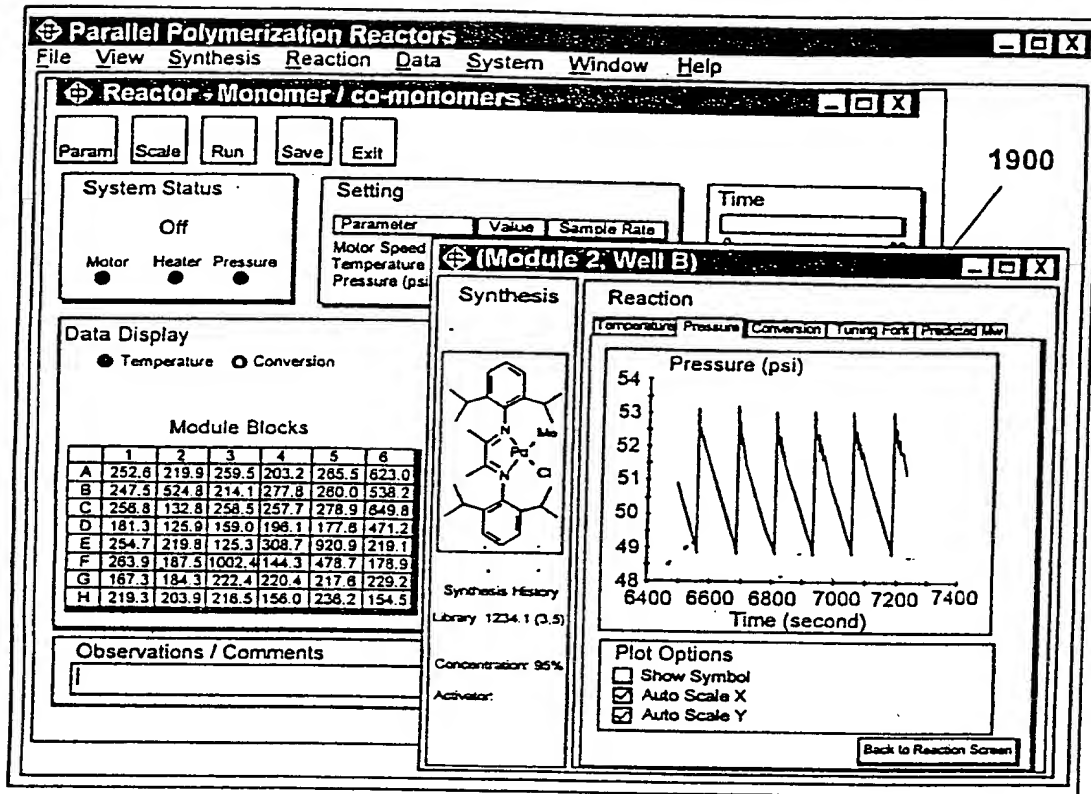 Parallel Polymerization Reactors
File View Synthesis Reaction Data System Window Help
Reactor - Monomer / co-monomers
Param Scale Run Save Exit
1900
System Status
Off
Motor Heater Pressure
Setting
Parameter Value Sample Rate
Motor Speed
Temperature
Pressure (psi
Time
Data Display
Temperature Conversion
Module Blocks
1 2 3 4 5 6
A 252.6 219.9 259.5 203.2 265.5 623.0
B 247.5 524.8 214.1 277.8 260.0 538.2
C 256.8 132.8 258.5 257.7 278.9 649.8
D 181.3 125.9 159.0 196.1 177.6 471.2
E 254.7 219.8 125.3 308.7 920.9 219.1
F 263.9 187.5 1002.4 144.3 478.7 178.9
G 167.3 184.3 222.4 220.4 217.6 229.2
H 219.3 203.9 216.5 156.0 236.2 154.5
Observations / Comments
(Module 2, Well B)
Synthesis
N
Me
Pd
Cl
N
Synthesis History
Library 1234.1 (3,5)
Concentration: 95%
Activator:
Reaction
Temperature Pressure Conversion Tuning Fork Predicted Mw
Pressure (psi)
54
53
52
51
50
49
48
6400 6600 6800 7000 7200 7400
Time (second)
Plot Options
Show Symbol
Auto Scale X
Auto Scale Y
Back to Reaction Screen